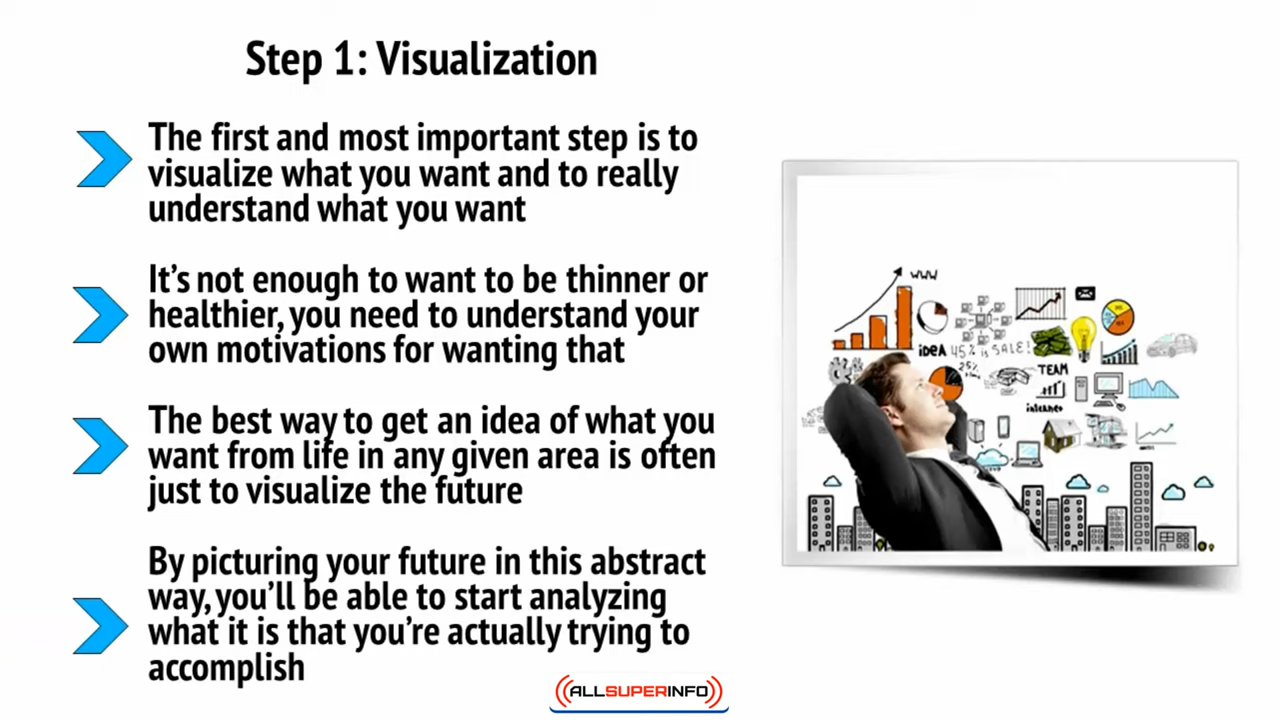 Step 1: Visualization
The first and most important step is to
visualize what you want and to really
understand what you want
It's not enough to want to be thinner or
healthier, you need to understand your
own motivations for wanting that
The best way to get an idea of what you
want from life in any given area is often
just to visualize the future
By picturing your future in this abstract
way, you'll be able to start analyzing
what it is that you're actually trying to
accomplish
WWW
IDEA 45% is SALE!
25%
TEAM
internet
ALLSUPERINFO